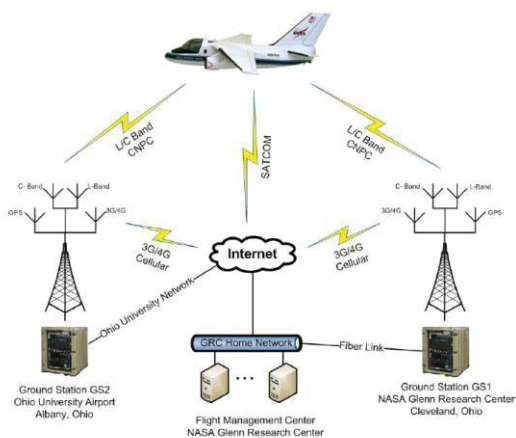 NASA
L/C Band
CNPC
SATCOM
L/C Band
CNPC
C- Band
L-Band
GPS
3G/4G
3G/4G
Cellular
Internet
3G/4G
Cellular
C- Band
L-Band
3G/4G
GPS
Ohio University Network
GRC Home Network
Fiber Link
...
Ground Station GS2
Ohio University Airport
Albany, Ohio
Flight Management Center
NASA Glenn Research Center
Ground Station GS1
NASA Glenn Research Center
Cleveland, Ohio